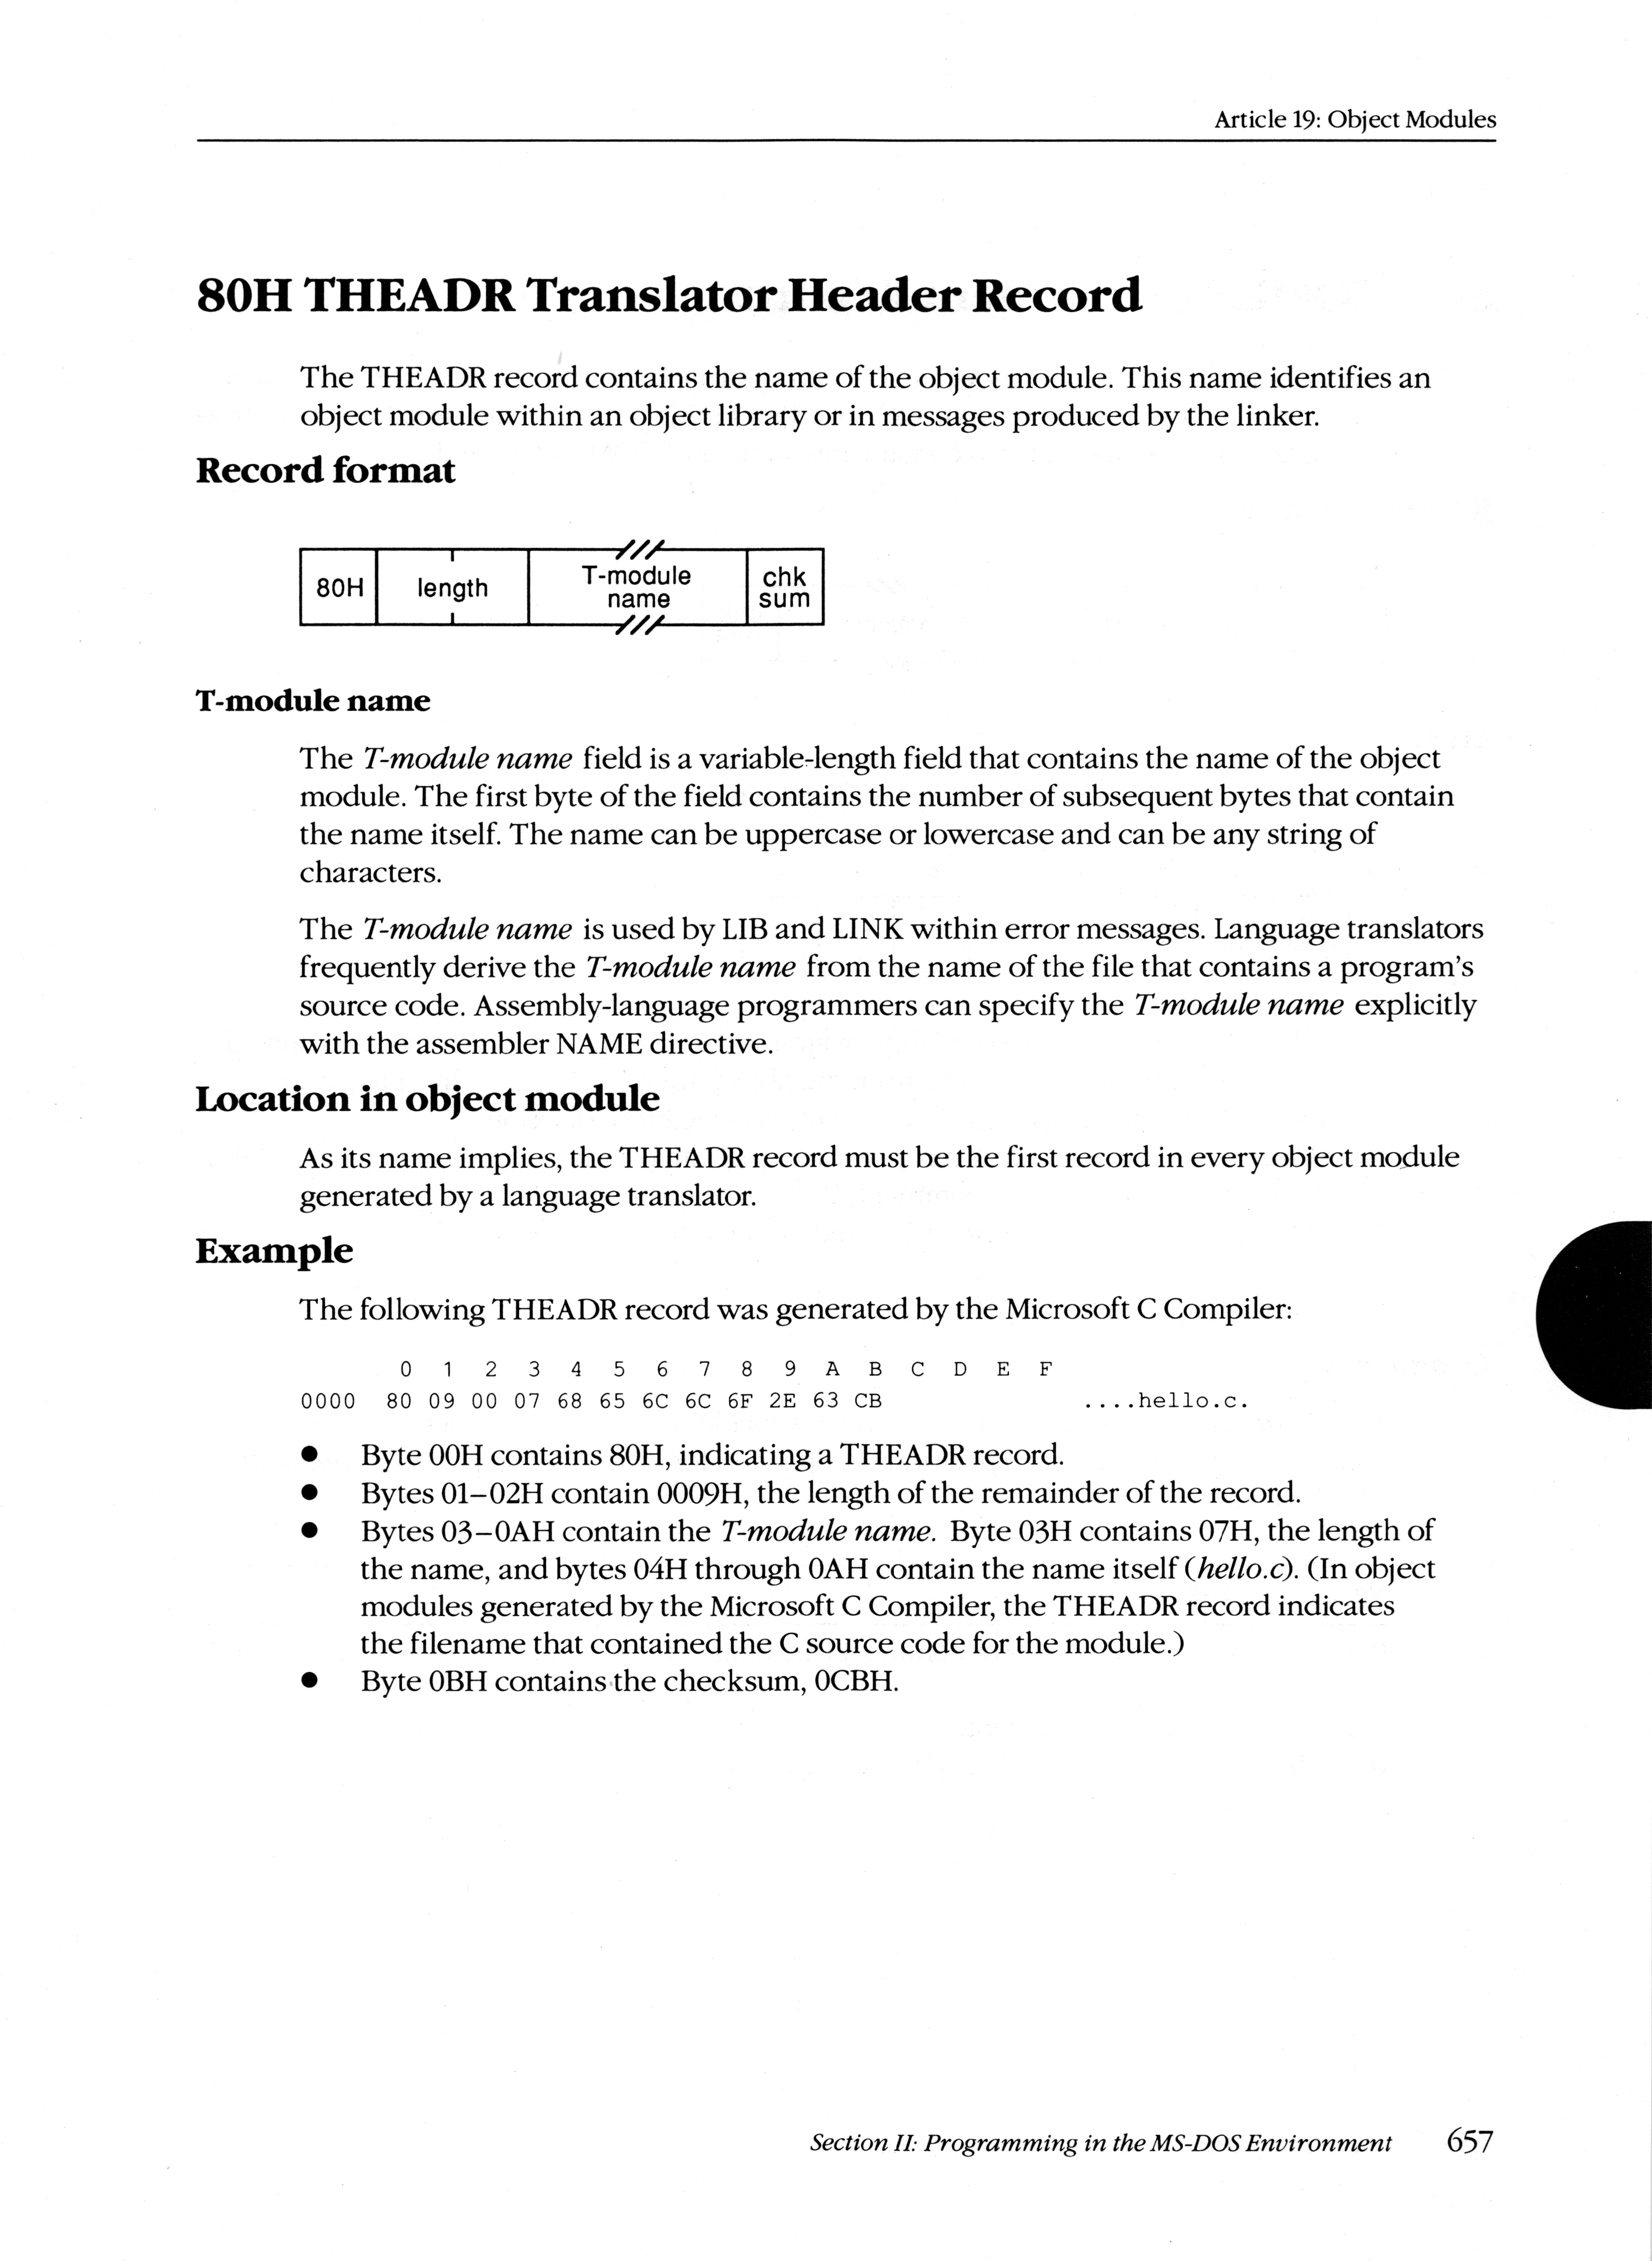 Article 19: Object Modules
80H THEADR Translator Header Record
The THEADR record contains the name of the object module. This name identifies an
object module within an object library or in messages produced by the linker.
Record format
80H length T-module name chk sum
T-module name
The T-module name field is a variable-length field that contains the name of the object
module. The first byte of the field contains the number of subsequent bytes that contain
the name itself. The name can be uppercase or lowercase and can be any string of
characters.
The T-module name is used by LIB and LINK within error messages. Language translators
frequently derive the T-module name from the name of the file that contains a program's
source code. Assembly-language programmers can specify the T-module name explicitly
with the assembler NAME directive.
Location in object module
As its name implies, the THEADR record must be the first record in every object module
generated by a language translator.
Example
The following THEADR record was generated by the Microsoft C Compiler:
0 1 2 3 4 5 6 7 8 9 A B C D E F
0000 80 09 00 07 68 65 6C 6C 6F 2E 63 CB ....hello.c.
● Byte 00H contains 80H, indicating a THEADR record.
● Bytes 01–02H contain 0009H, the length of the remainder of the record.
● Bytes 03–0AH contain the T-module name. Byte 03H contains 07H, the length of
the name, and bytes 04H through 0AH contain the name itself (hello.c). (In object
modules generated by the Microsoft C Compiler, the THEADR record indicates
the filename that contained the C source code for the module.)
● Byte 0BH contains the checksum, 0CBH.
Section II: Programming in the MS-DOS Environment 657